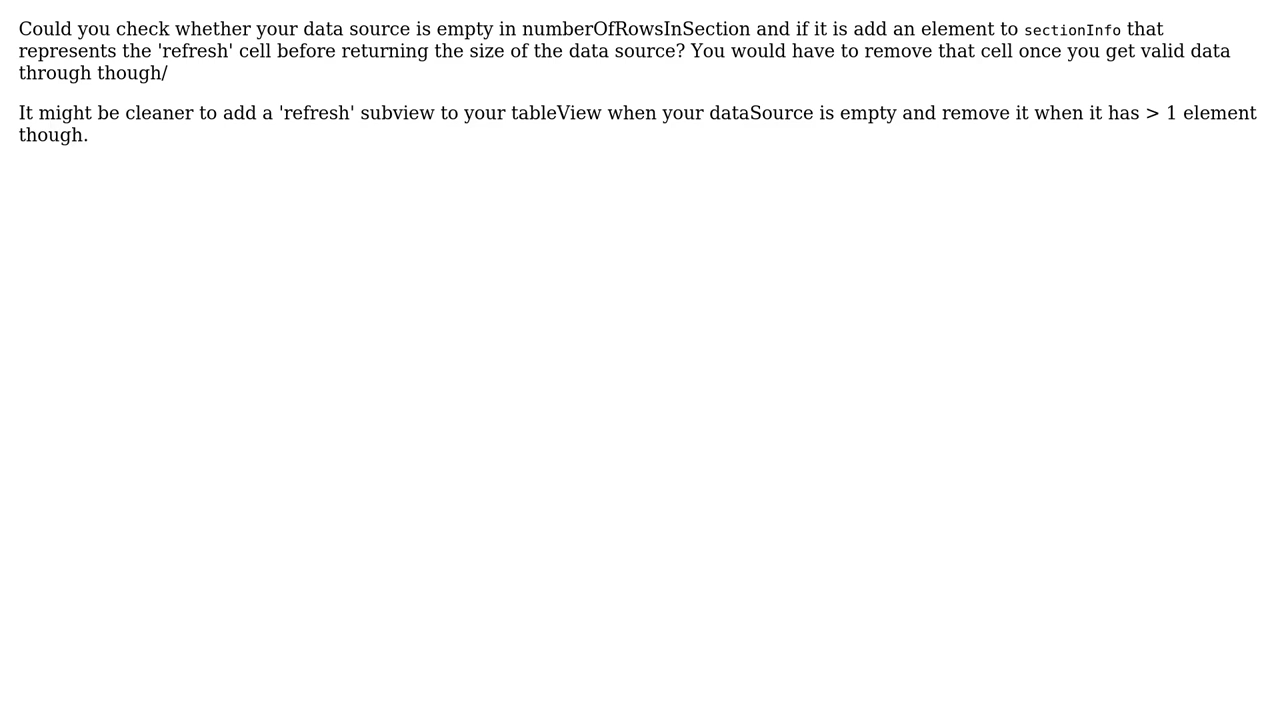 Could you check whether your data source is empty in numberOfRowsInSection and if it is add an element to sectionInfo that
represents the 'refresh' cell before returning the size of the data source? You would have to remove that cell once you get valid data
through though/
It might be cleaner to add a 'refresh' subview to your tableView when your dataSource is empty and remove it when it has > 1 element
though.